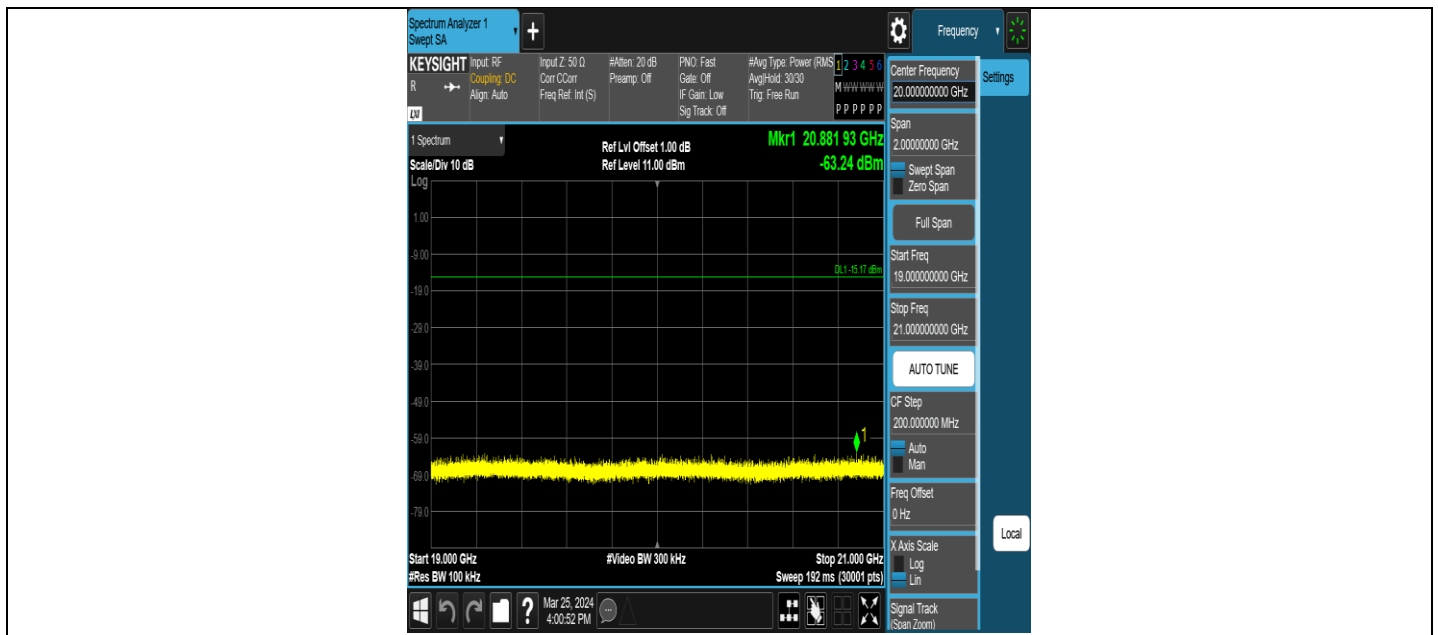 Spectrum Analyzer 1
Swept SA
Frequency
KEYSIGHT
R
LXI
Input: RF
Coupling: DC
Align: Auto
Input Z: 50 Ω
Corr CCorr
Freq Ref: Int (S)
#Atten: 20 dB
Preamp: Off
PNO: Fast
Gate: Off
IF Gain: Low
Sig Track: Off
#Avg Type: Power (RMS
Avg|Hold: 30/30
Trig: Free Run
1 2 3 4 5 6
M W W W W W
P P P P P P
1 Spectrum
Scale/Div 10 dB
Log
Ref Lvl Offset 1.00 dB
Ref Level 11.00 dBm
Mkr1 20.881 93 GHz
-63.24 dBm
1.00
-9.00
DL1 -15.17 dBm
-19.0
-29.0
-39.0
-49.0
-59.0
1
-69.0
-79.0
Start 19.000 GHz
#Res BW 100 kHz
#Video BW 300 kHz
Stop 21.000 GHz
Sweep 192 ms (30001 pts)
Center Frequency
20.000000000 GHz
Settings
Span
2.00000000 GHz
Swept Span
Zero Span
Full Span
Start Freq
19.000000000 GHz
Stop Freq
21.000000000 GHz
AUTO TUNE
CF Step
200.000000 MHz
Auto
Man
Freq Offset
0 Hz
X Axis Scale
Log
Lin
Local
Signal Track
(Span Zoom)
?
Mar 25, 2024
4:00:52 PM